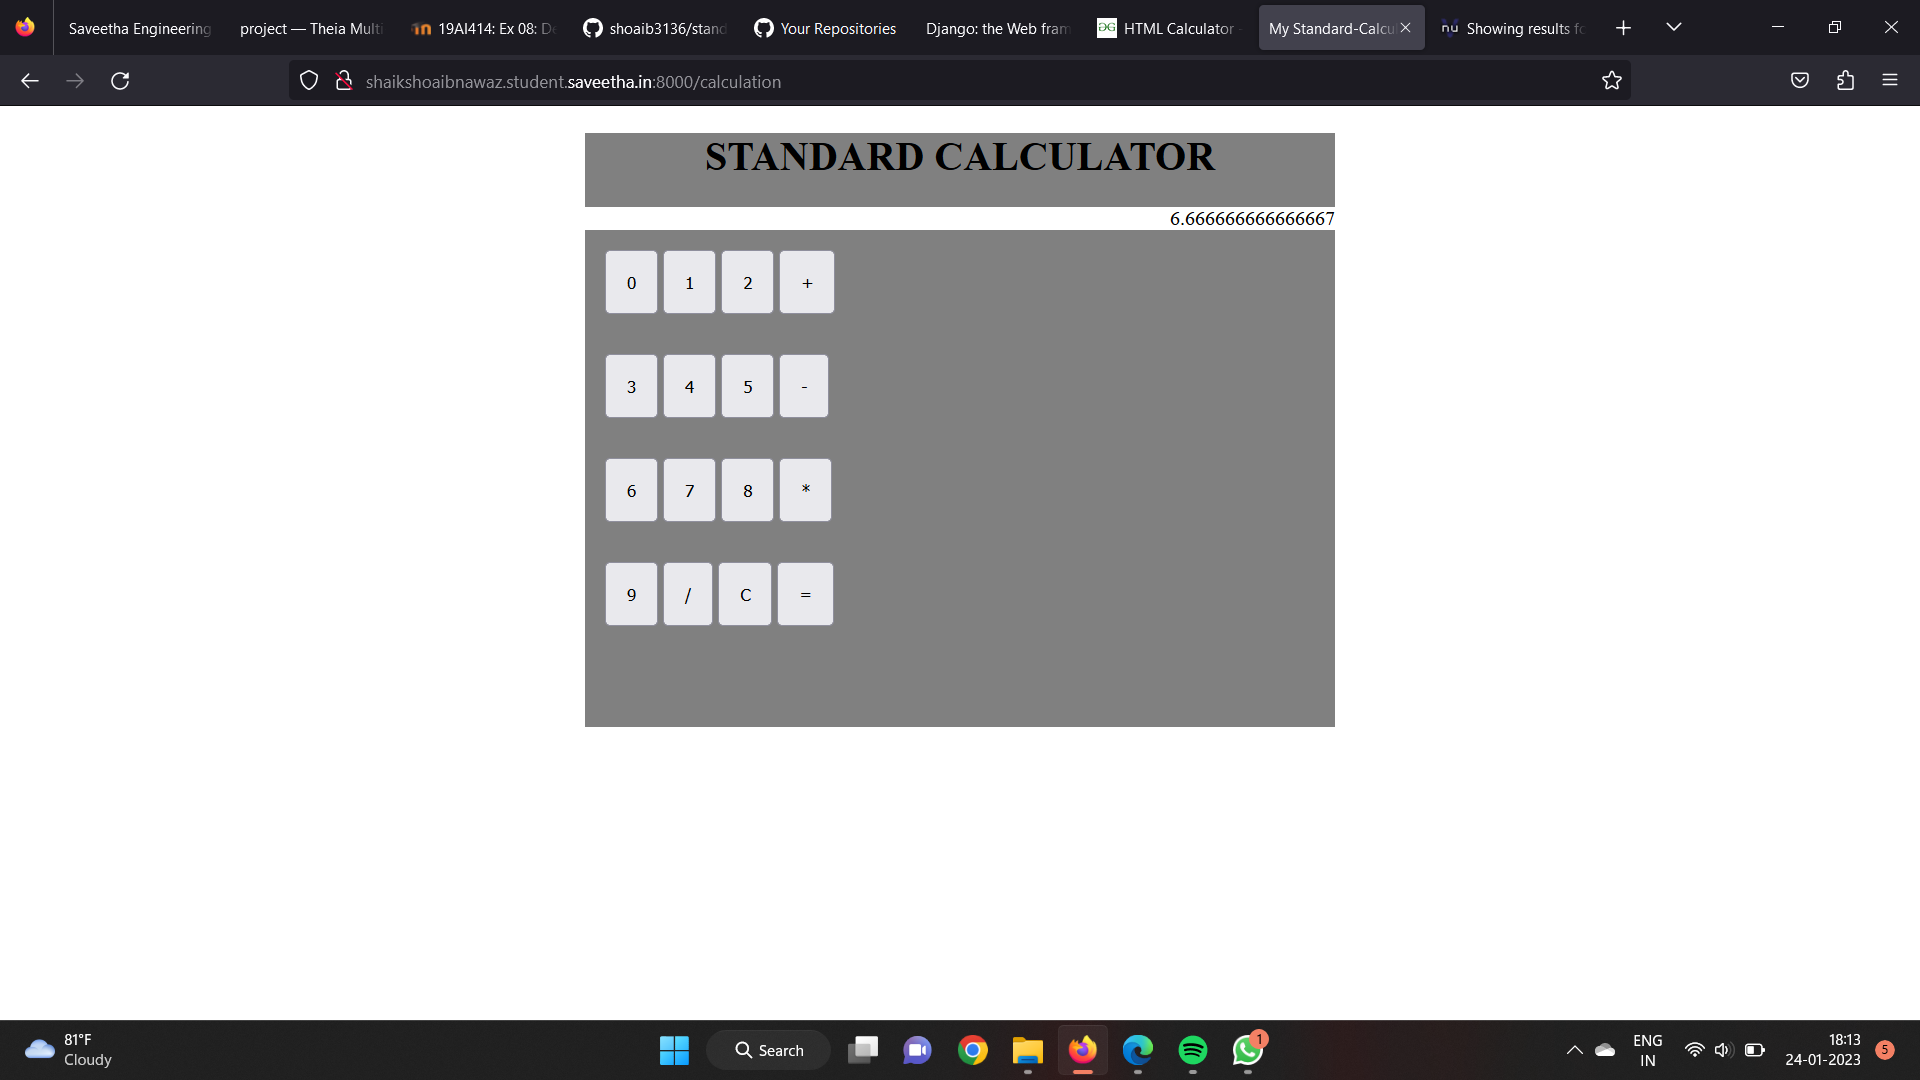 Saveetha Engineering
project — Theia Multi
19AI414: Ex 08: De
shoaib3136/stand
Your Repositories
Django: the Web fram
HTML Calculator -
My Standard-Calcu
Showing results fo
shaikshoaibnawaz.student.saveetha.in:8000/calculation
STANDARD CALCULATOR
6.666666666666667
0 1 2 +
3 4 5 -
6 7 8 *
9 / C =
81°F
Cloudy
Search
1
ENG
IN
18:13
24-01-2023
5